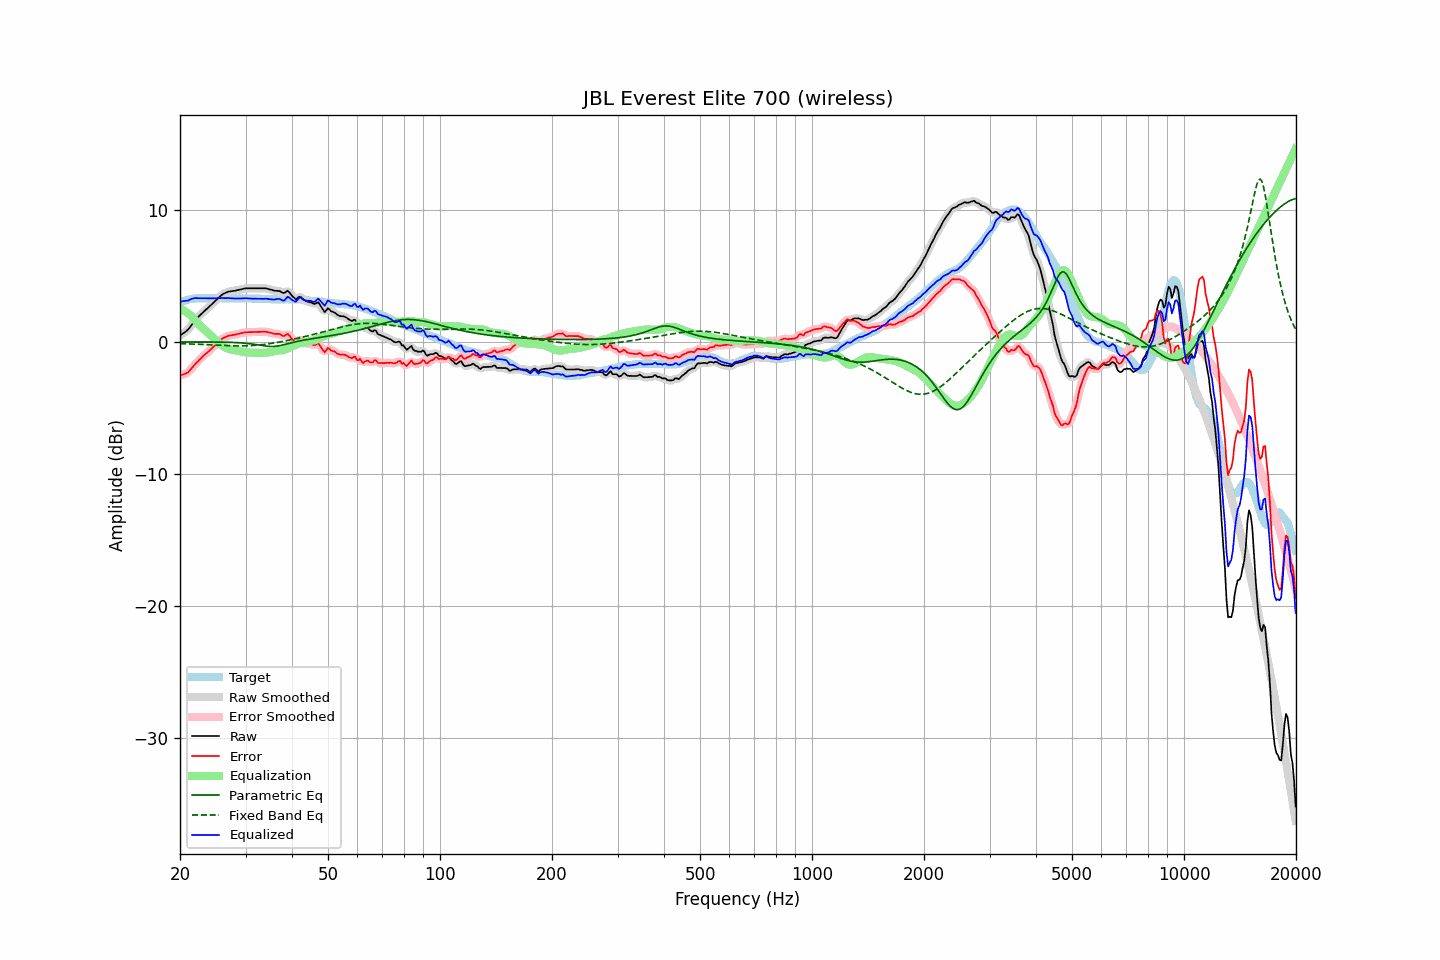 JBL Everest Elite 700 (wireless)
Amplitude (dBr)
10
0
−10
−20
−30
Target
Raw Smoothed
Error Smoothed
Raw
Error
Equalization
Parametric Eq
Fixed Band Eq
Equalized
20 50 100 200 500 1000 2000 5000 10000 20000
Frequency (Hz)